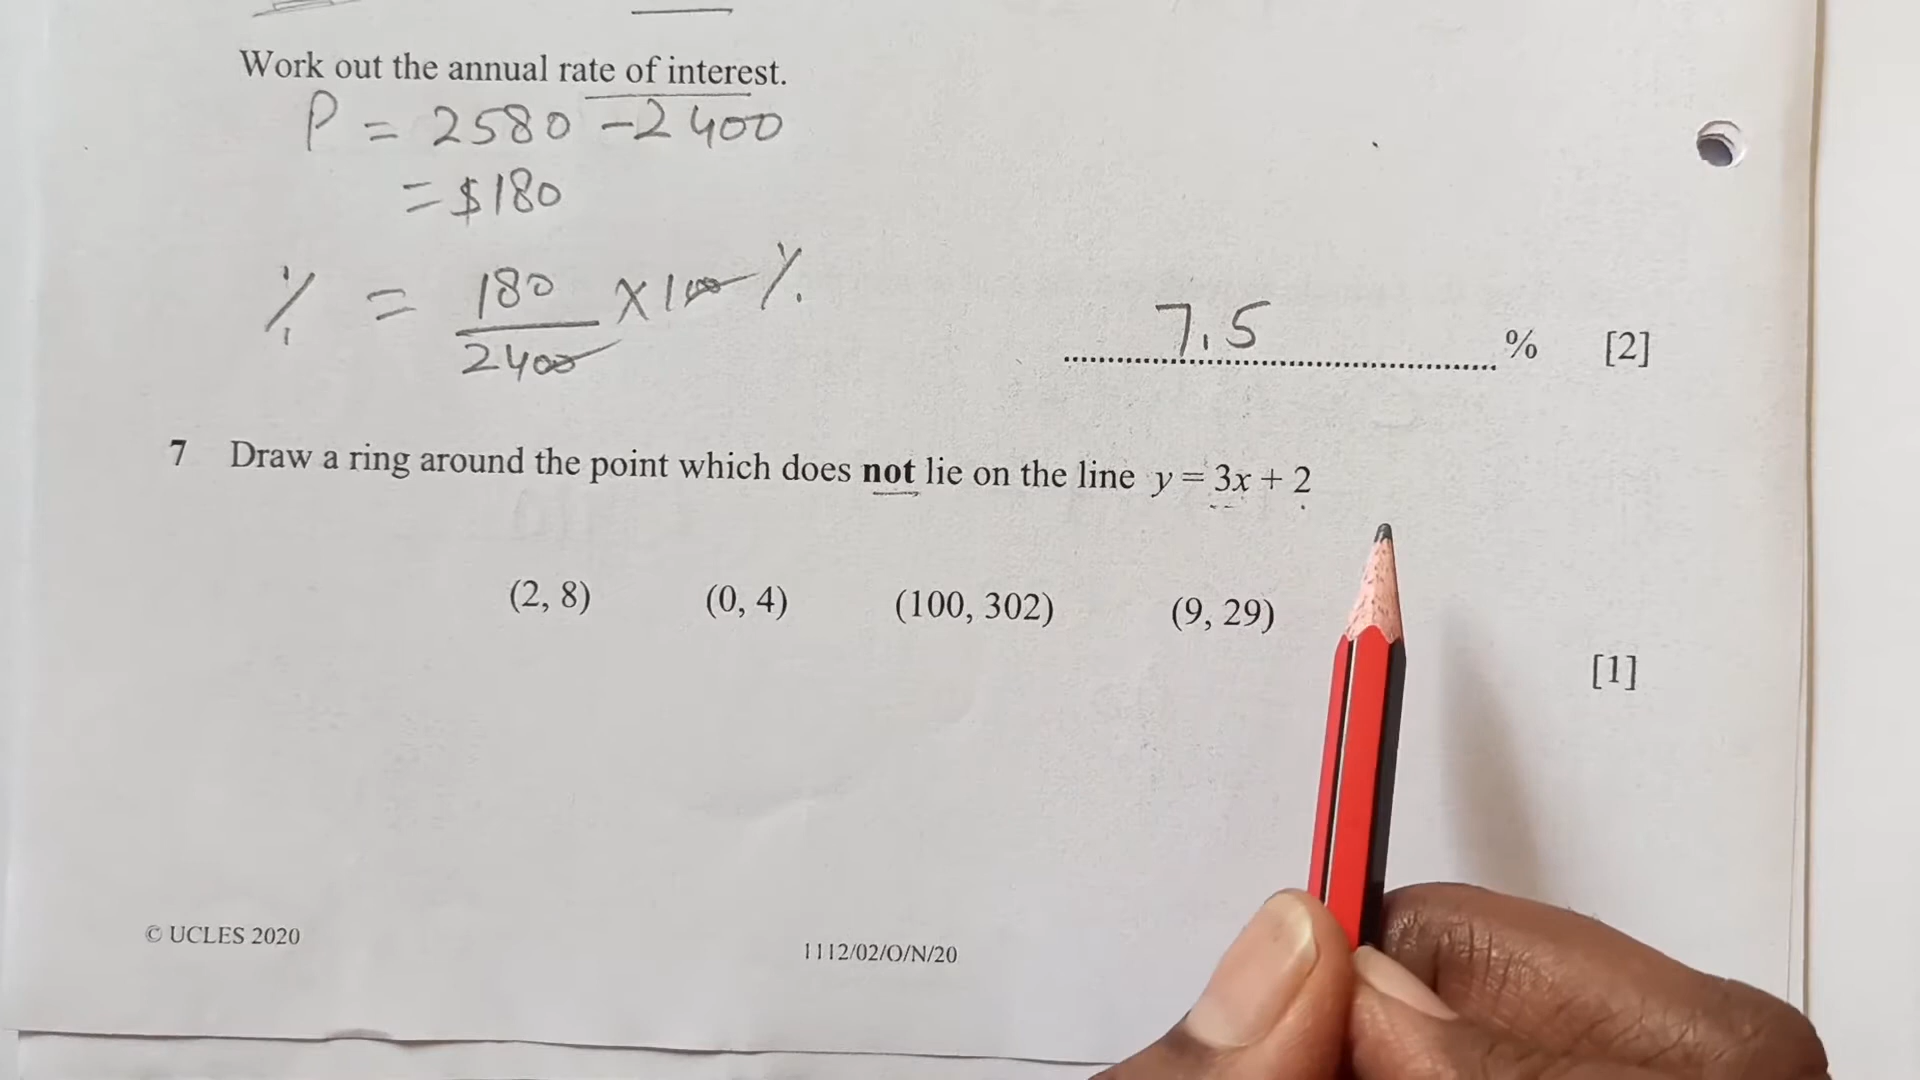 Work out the annual rate of interest.
P = 2580 - 2400
= $180
% = 180/2400 × 100 %
7.5 % [2]
7 Draw a ring around the point which does not lie on the line y = 3x + 2
(2, 8) (0, 4) (100, 302) (9, 29)
[1]
© UCLES 2020
1112/02/O/N/20